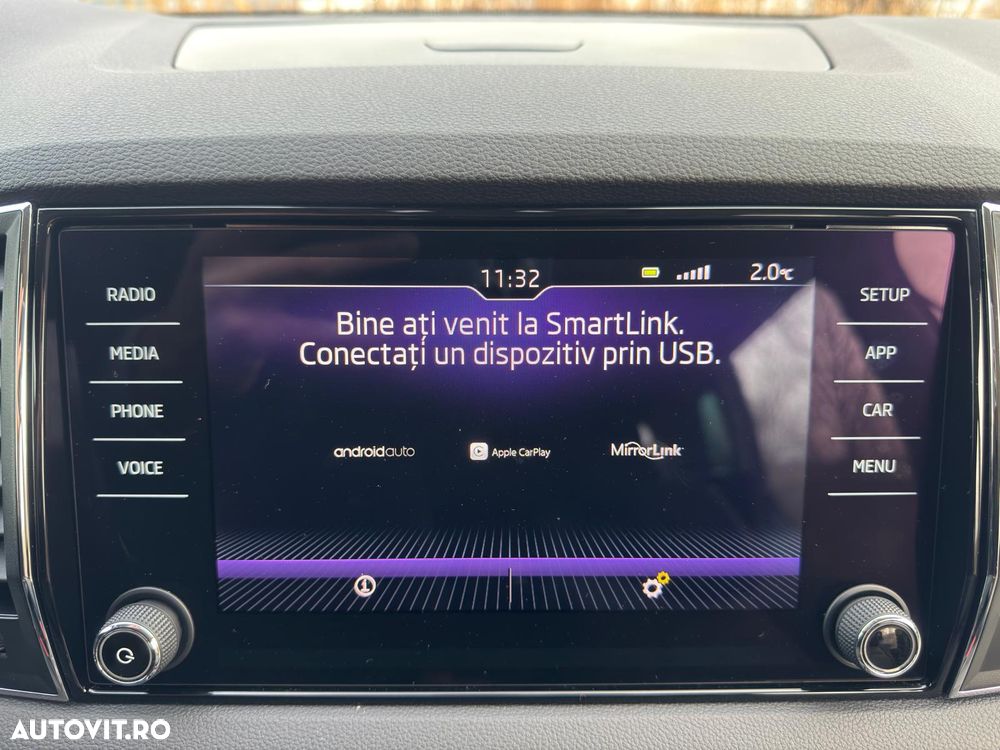 11:32
2.0°C
RADIO
MEDIA
PHONE
VOICE
Bine ați venit la SmartLink.
Conectați un dispozitiv prin USB.
androidauto
Apple CarPlay
MirrorLink
1
SETUP
APP
CAR
MENU
AUTOVIT.RO